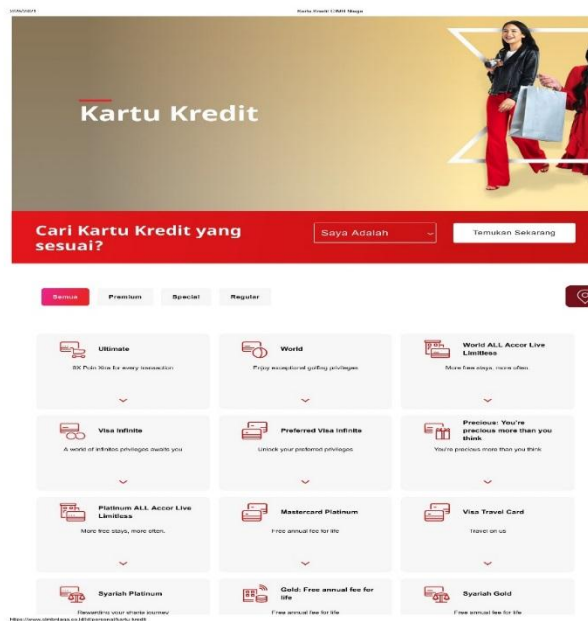 Kartu Kredit CIMB Niaga
Kartu Kredit
Cari Kartu Kredit yang
sesuai?
Saya Adalah
Temukan Sekarang
Semua
Premium
Special
Regular
Ultimate
Poin Xtra for every transaction
World
Enjoy exceptional golfing privileges
World ALL Accor Live
Limitless
More free stays, more often.
Visa Infinite
A world of infinites privileges awaits you
Preferred Visa Infinite
Unlock your preferred privileges
Precious: You're
precious more than you
think
You're precious more than you think
Platinum ALL Accor Live
Limitless
More free stays, more often.
Mastercard Platinum
Free annual fee for life
Visa Travel Card
Travel on us
Syariah Platinum
Rewarding your sharia journey
Gold: Free annual fee for
life
Free annual fee for life
Syariah Gold
Free annual fee for life